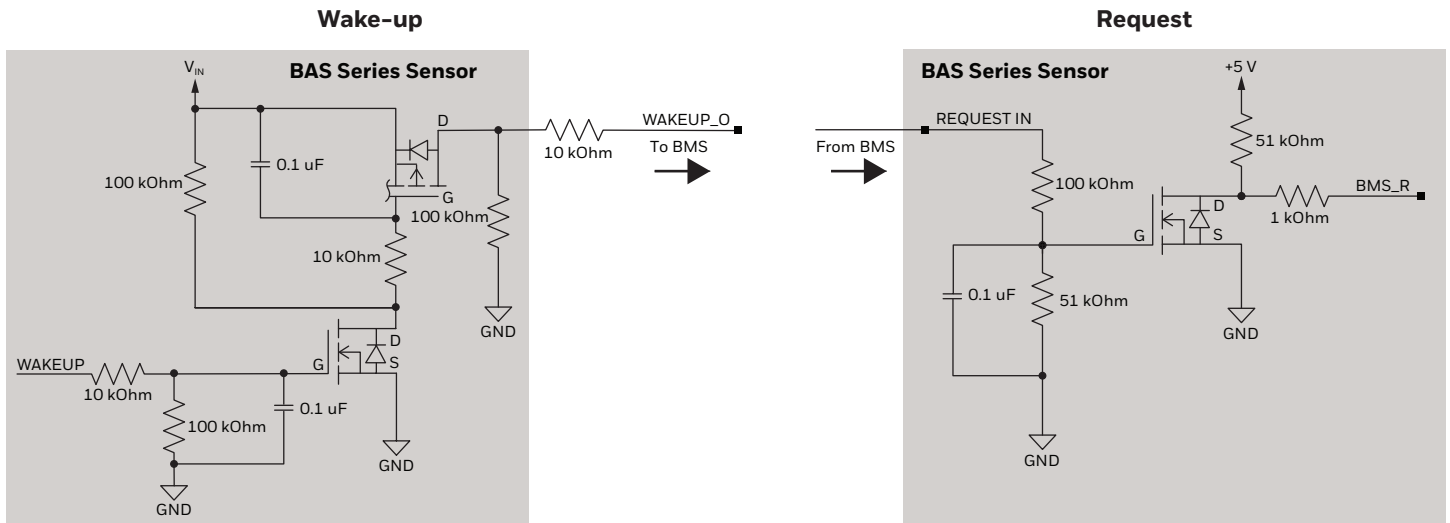 Wake-up
V_IN
BAS Series Sensor
D
G
0.1 uF
100 kOhm
100 kOhm
10 kOhm
10 kOhm
WAKEUP_O
To BMS
GND
WAKEUP
10 kOhm
G
D
S
100 kOhm
0.1 uF
GND
GND
Request
BAS Series Sensor
+5 V
REQUEST IN
From BMS
51 kOhm
100 kOhm
BMS_R
1 kOhm
D
S
G
0.1 uF
51 kOhm
GND
GND